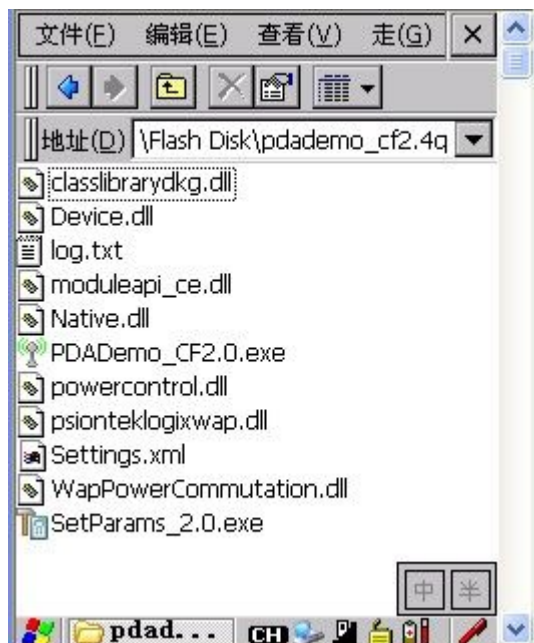 文件(F) 编辑(E) 查看(V) 走(G)
地址(D) \Flash Disk\pdademo_cf2.4q
classlibrarydkg.dll
Device.dll
log.txt
moduleapi_ce.dll
Native.dll
PDADemo_CF2.0.exe
powercontrol.dll
psionteklogixwap.dll
Settings.xml
WapPowerCommutation.dll
SetParams_2.0.exe
中 半
pdad... CH